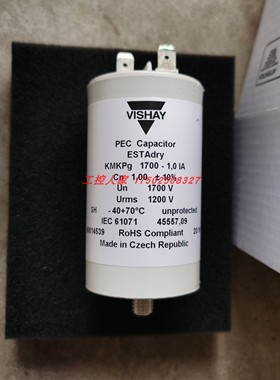 VISHAY
PEC Capacitor
ESTAdry
KMKPg 1700 - 1,0 IA
Cn 1,00 ± 10%
Un 1700 V
Urms 1200 V
SH - 40+70°C unprotected
IEC 61071 45557,09
RoHS Compliant
Made in Czech Republic